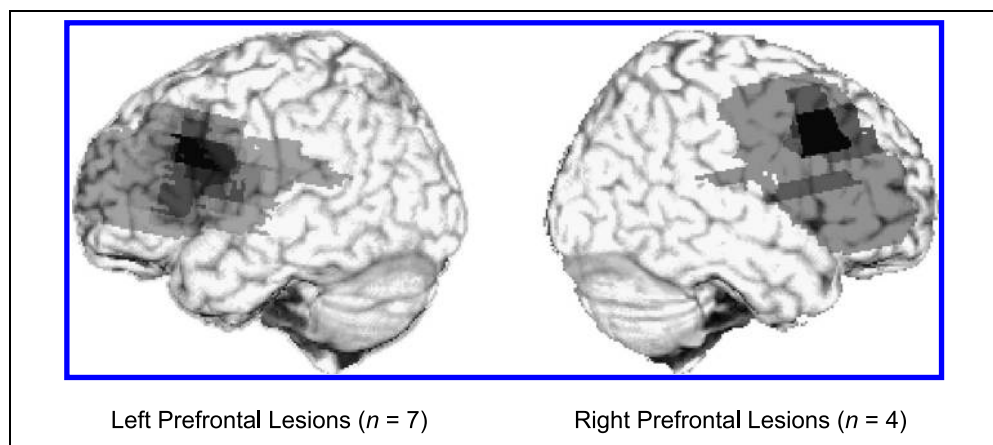 Left Prefrontal Lesions (n = 7)
Right Prefrontal Lesions (n = 4)